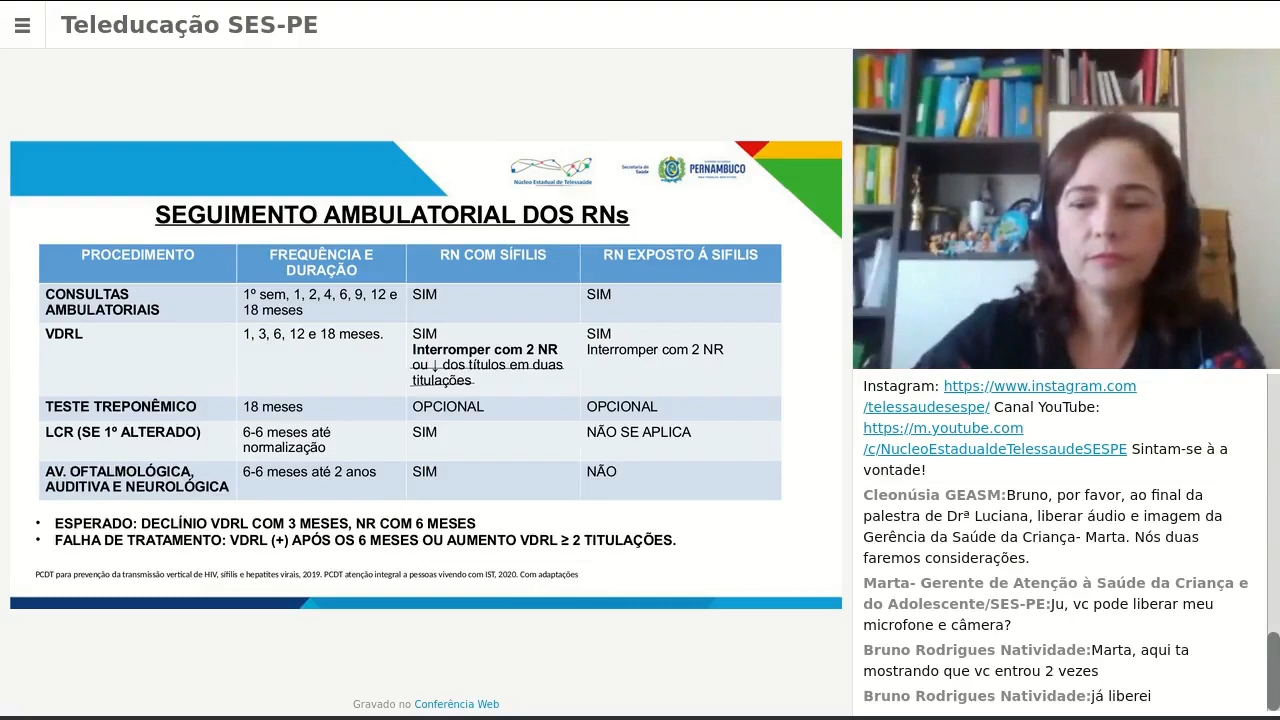 Teleducação SES-PE
Núcleo Estadual de Telessaúde
Secretaria de
Saúde
PERNAMBUCO
SEGUIMENTO AMBULATORIAL DOS RNs
PROCEDIMENTO
FREQUÊNCIA E
DURAÇÃO
RN COM SÍFILIS
RN EXPOSTO Á SIFILIS
CONSULTAS
AMBULATORIAIS
1º sem, 1, 2, 4, 6, 9, 12 e
18 meses
SIM
SIM
VDRL
1, 3, 6, 12 e 18 meses.
SIM
Interromper com 2 NR
ou ↓ dos títulos em duas
titulações
SIM
Interromper com 2 NR
TESTE TREPONÊMICO
18 meses
OPCIONAL
OPCIONAL
LCR (SE 1º ALTERADO)
6-6 meses até
normalização
SIM
NÃO SE APLICA
AV. OFTALMOLÓGICA,
AUDITIVA E NEUROLÓGICA
6-6 meses até 2 anos
SIM
NÃO
• ESPERADO: DECLÍNIO VDRL COM 3 MESES, NR COM 6 MESES
• FALHA DE TRATAMENTO: VDRL (+) APÓS OS 6 MESES OU AUMENTO VDRL ≥ 2 TITULAÇÕES.
PCDT para prevenção da transmissão vertical de HIV, sífilis e hepatites virais, 2019. PCDT atenção integral a pessoas vivendo com IST, 2020. Com adaptações
Gravado no Conferência Web
Instagram: https://www.instagram.com
/telessaudesespe/ Canal YouTube:
https://m.youtube.com
/c/NucleoEstadualdeTelessaudeSESPE Sintam-se à a
vontade!
Cleonúsia GEASM:Bruno, por favor, ao final da
palestra de Drª Luciana, liberar áudio e imagem da
Gerência da Saúde da Criança- Marta. Nós duas
faremos considerações.
Marta- Gerente de Atenção à Saúde da Criança e
do Adolescente/SES-PE:Ju, vc pode liberar meu
microfone e câmera?
Bruno Rodrigues Natividade:Marta, aqui ta
mostrando que vc entrou 2 vezes
Bruno Rodrigues Natividade:já liberei